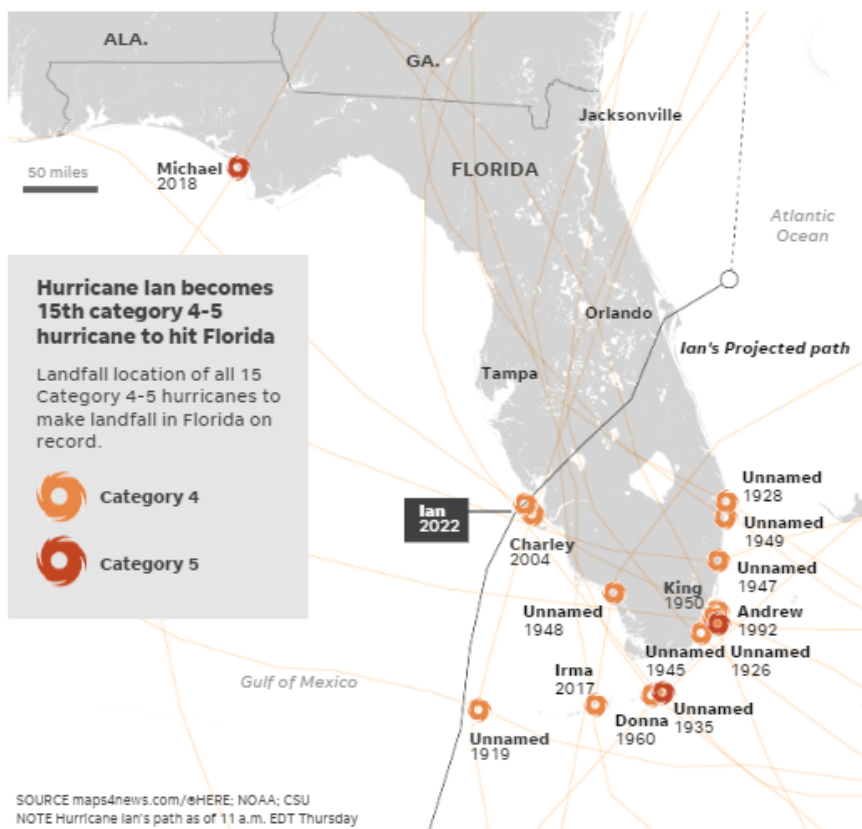 ALA.
GA.
Jacksonville
Michael
2018
50 miles
FLORIDA
Atlantic
Ocean
Hurricane Ian becomes
15th category 4-5
hurricane to hit Florida
Landfall location of all 15
Category 4-5 hurricanes to
make landfall in Florida on
record.
Category 4
Category 5
Orlando
Ian's Projected path
Tampa
Ian
2022
Charley
2004
Unnamed
1928
Unnamed
1949
Unnamed
1947
King
1950
Andrew
1992
Unnamed
1948
Unnamed
1945
Unnamed
1926
Gulf of Mexico
Irma
2017
Unnamed
1919
Donna
1960
Unnamed
1935
SOURCE maps4news.com/©HERE; NOAA; CSU
NOTE Hurricane Ian's path as of 11 a.m. EDT Thursday